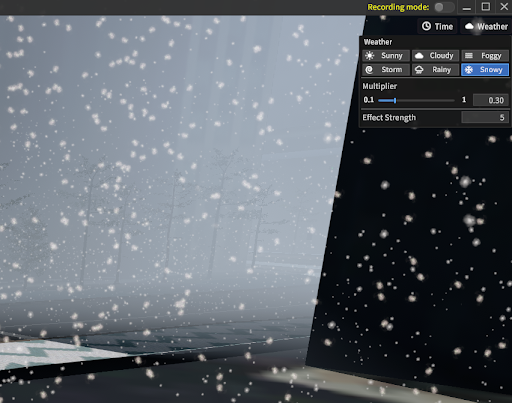 Recording mode:
Time Weather
Weather
Sunny Cloudy Foggy
Storm Rainy Snowy
Multiplier
0.1 1 0.30
Effect Strength 5